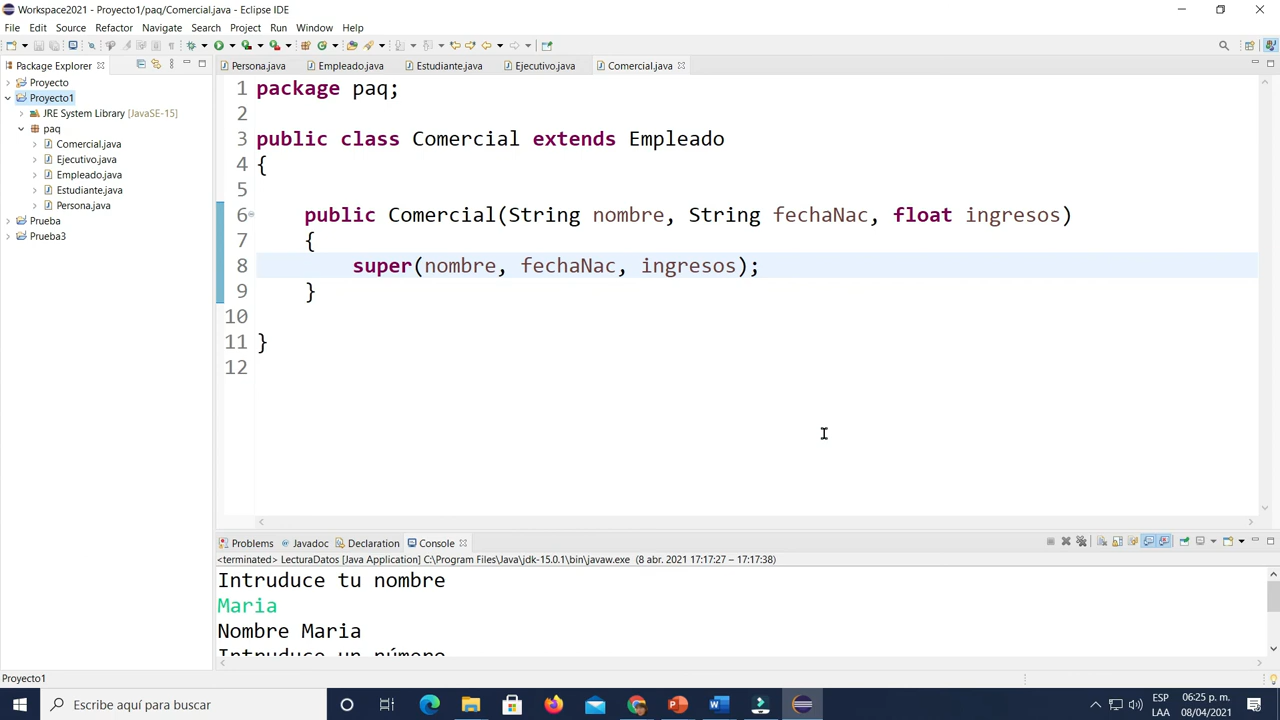 Workspace2021 - Proyecto1/paq/Comercial.java - Eclipse IDE
File Edit Source Refactor Navigate Search Project Run Window Help
Package Explorer
Persona.java Empleado.java Estudiante.java Ejecutivo.java Comercial.java
Proyecto
Proyecto1
JRE System Library [JavaSE-15]
paq
Comercial.java
Ejecutivo.java
Empleado.java
Estudiante.java
Persona.java
Prueba
Prueba3
1 package paq;
2
3 public class Comercial extends Empleado
4 {
5
6 public Comercial(String nombre, String fechaNac, float ingresos)
7 {
8 super(nombre, fechaNac, ingresos);
9 }
10
11 }
12
Problems Javadoc Declaration Console
<terminated> LecturaDatos [Java Application] C:\Program Files\Java\jdk-15.0.1\bin\javaw.exe (8 abr. 2021 17:17:27 – 17:17:38)
Intruduce tu nombre
Maria
Nombre Maria
Intruduce un número
Proyecto1
Escribe aquí para buscar
ESP
LAA
06:25 p. m.
08/04/2021